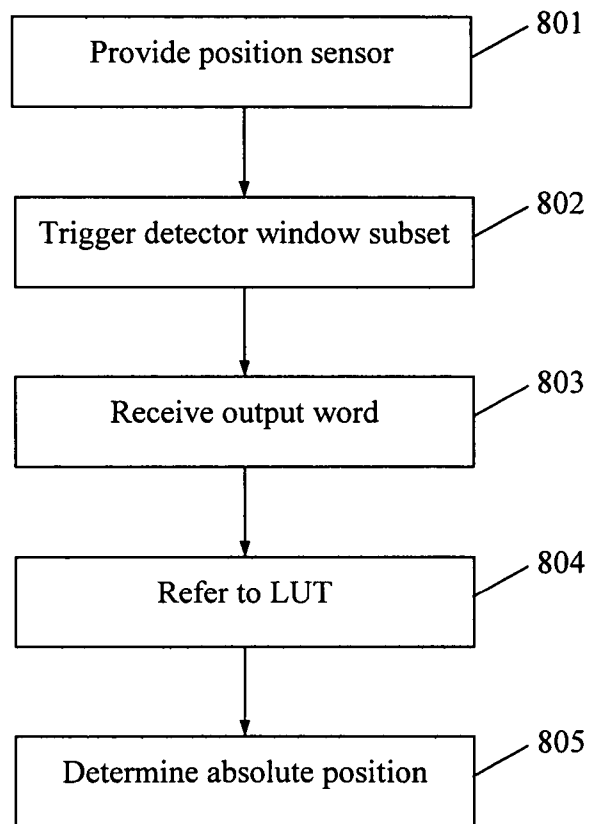 801
Provide position sensor
802
Trigger detector window subset
803
Receive output word
804
Refer to LUT
805
Determine absolute position